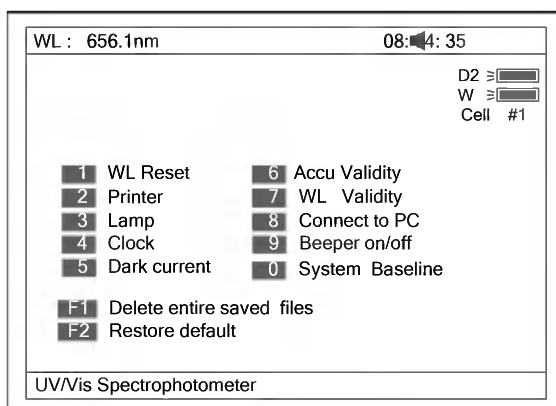 WL : 656.1nm 08: 4: 35
D2
W
Cell #1
1 WL Reset 6 Accu Validity
2 Printer 7 WL Validity
3 Lamp 8 Connect to PC
4 Clock 9 Beeper on/off
5 Dark current 0 System Baseline
F1 Delete entire saved files
F2 Restore default
UV/Vis Spectrophotometer